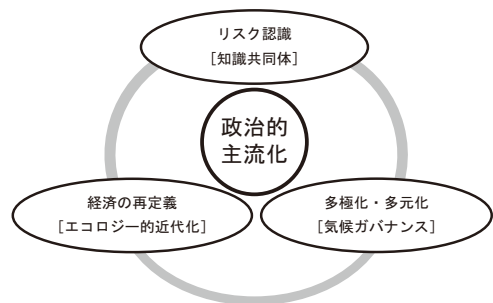 リスク認識
[知識共同体]
政治的
主流化
経済の再定義
[エコロジー的近代化]
多極化・多元化
[気候ガバナンス]